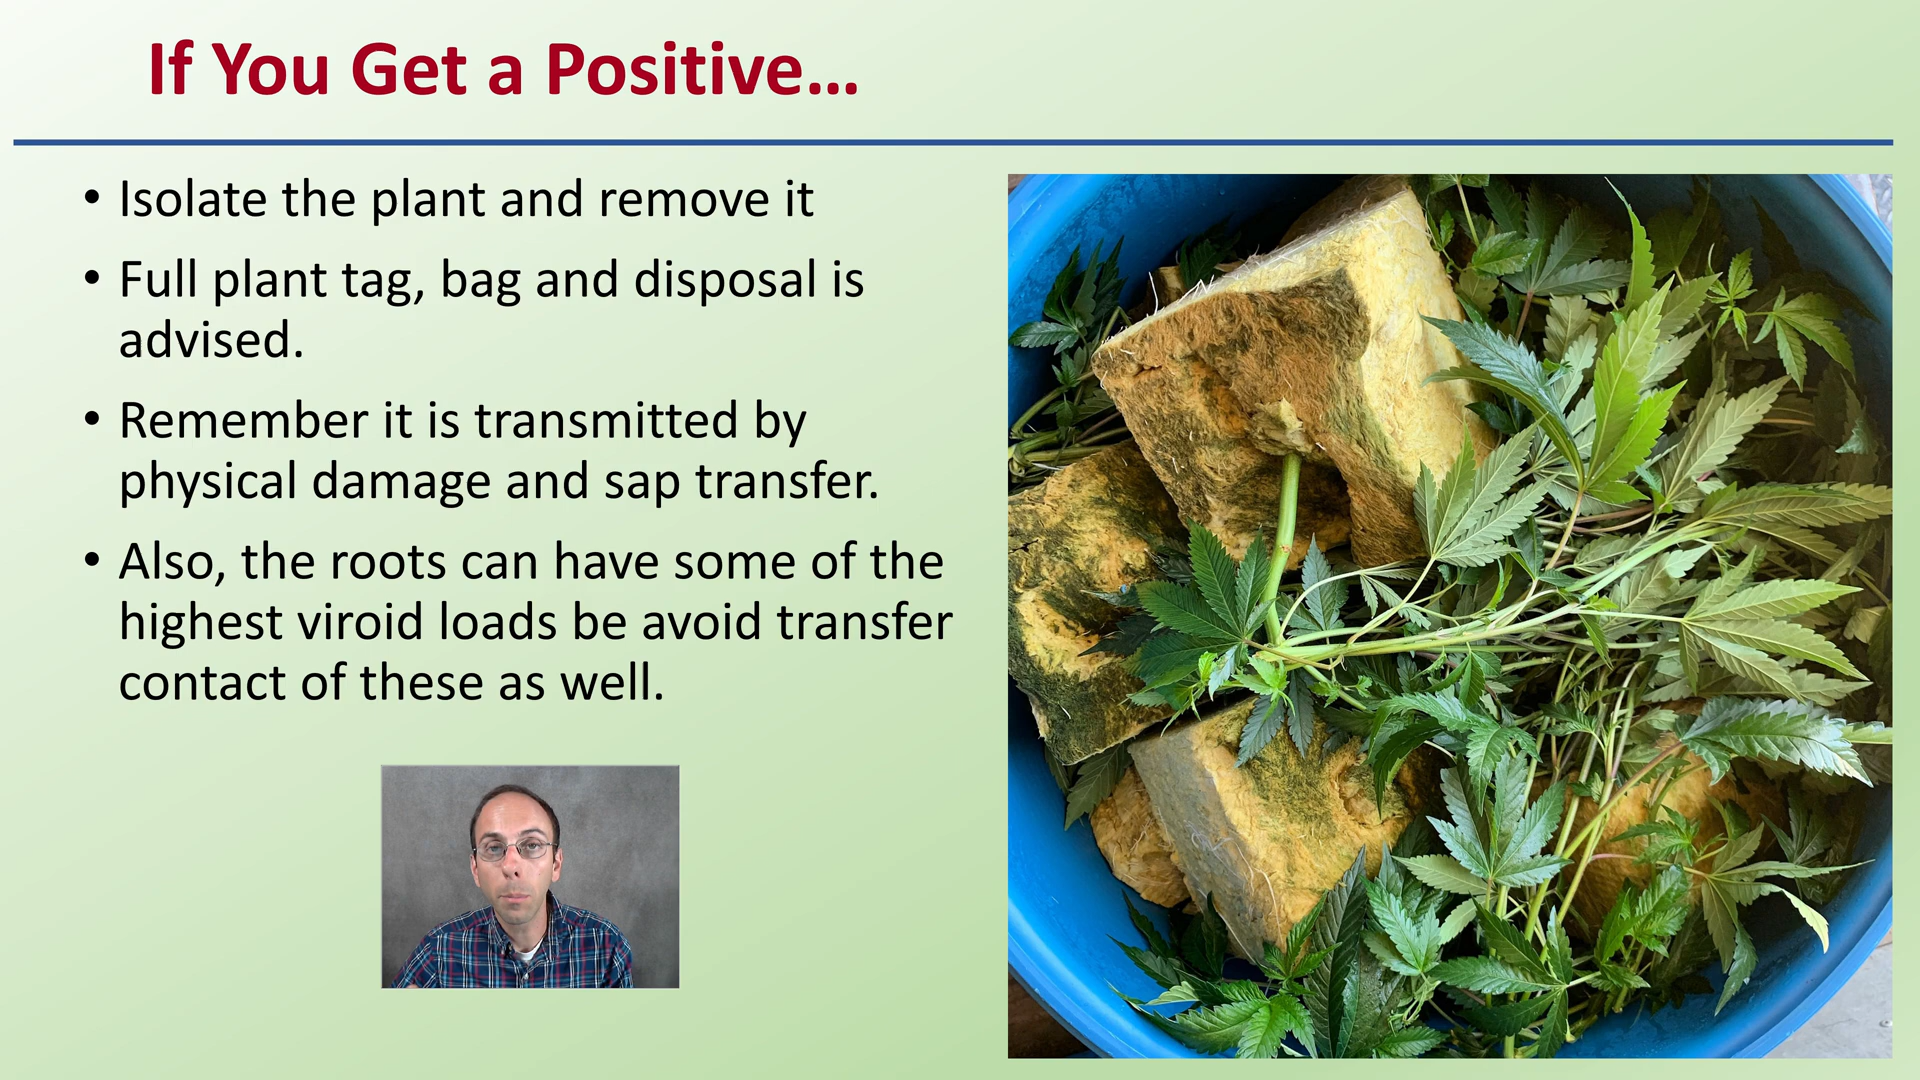 If You Get a Positive…
• Isolate the plant and remove it
• Full plant tag, bag and disposal is
advised.
• Remember it is transmitted by
physical damage and sap transfer.
• Also, the roots can have some of the
highest viroid loads be avoid transfer
contact of these as well.